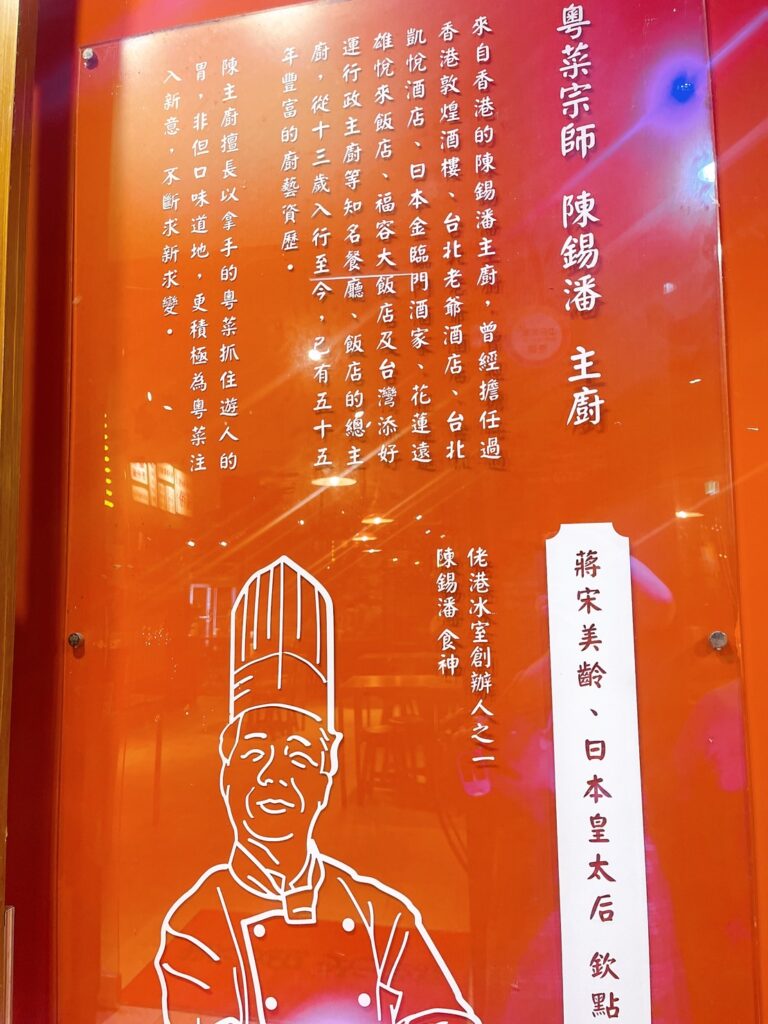 粵菜宗師 陳錫潘 主廚
來自香港的陳錫潘主廚，曾經擔任過
香港敦煌酒樓、台北老爺酒店、台北
凱悅酒店、日本金臨門酒家、花蓮遠
雄悅來飯店、福容大飯店及台灣添好
運行政主廚等知名餐廳、飯店的總主
廚，從十三歲入行至今，已有五十五
年豐富的廚藝資歷。
陳主廚擅長以拿手的粵菜抓住遊人的
胃，非但口味道地，更積極為粵菜注
入新意，不斷求新求變。
蔣宋美齡、日本皇太后 欽點
佬港冰室創辦人之一
陳錫潘 食神